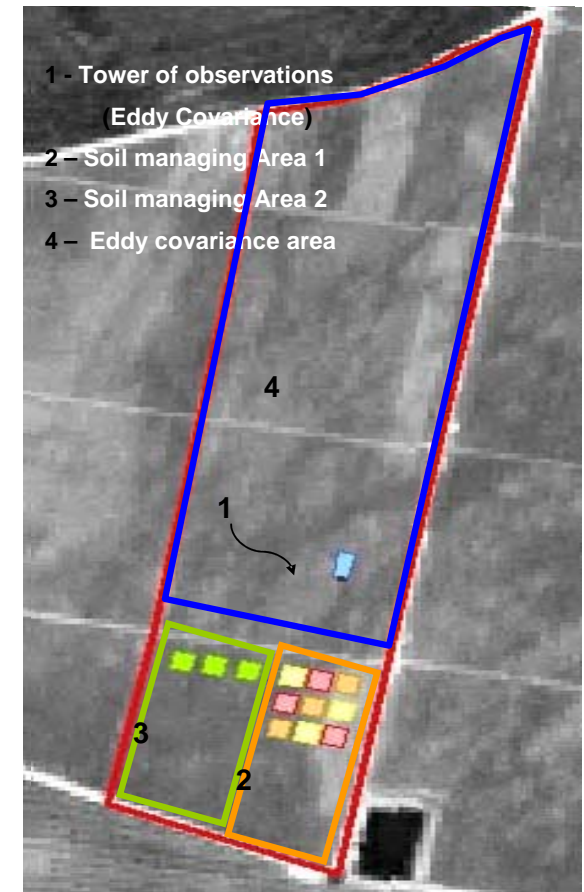 1 - Tower of observations
(Eddy Covariance)
2 – Soil managing Area 1
3 – Soil managing Area 2
4 – Eddy covariance area
4
1
3
2